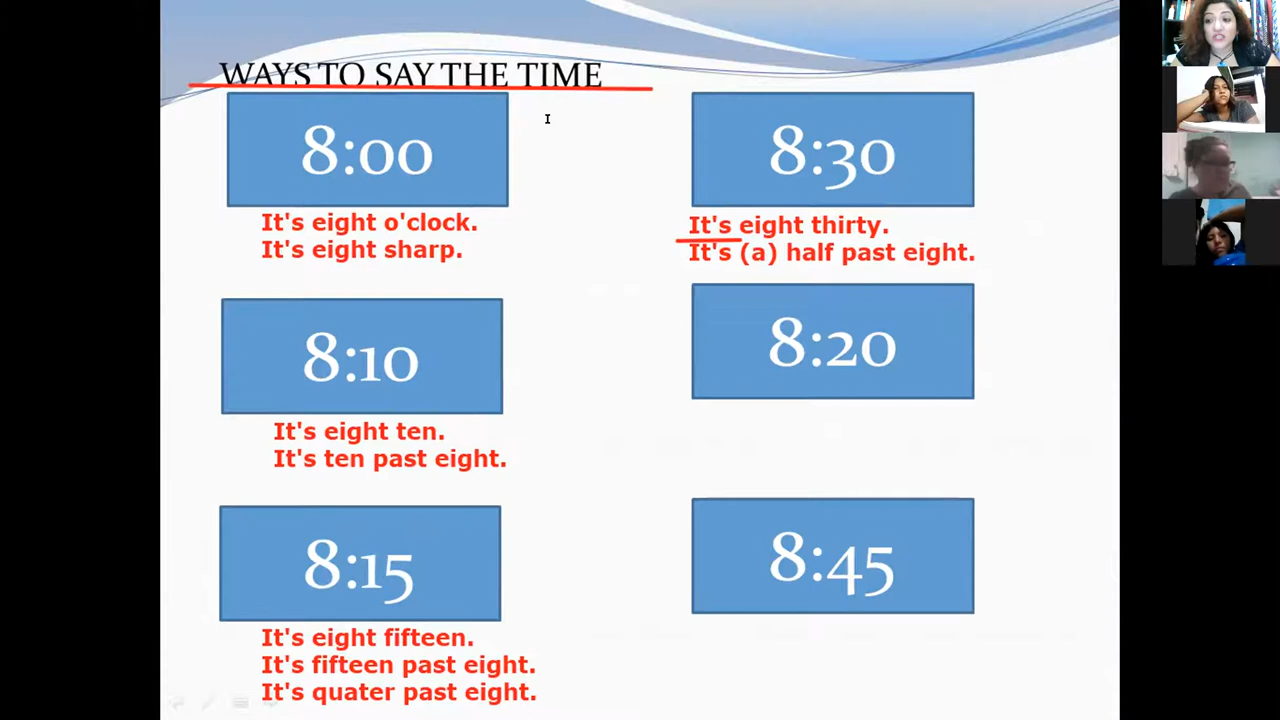 WAYS TO SAY THE TIME
8:00
It's eight o'clock.
It's eight sharp.
8:10
It's eight ten.
It's ten past eight.
8:15
It's eight fifteen.
It's fifteen past eight.
It's quater past eight.
8:30
It's eight thirty.
It's (a) half past eight.
8:20
8:45